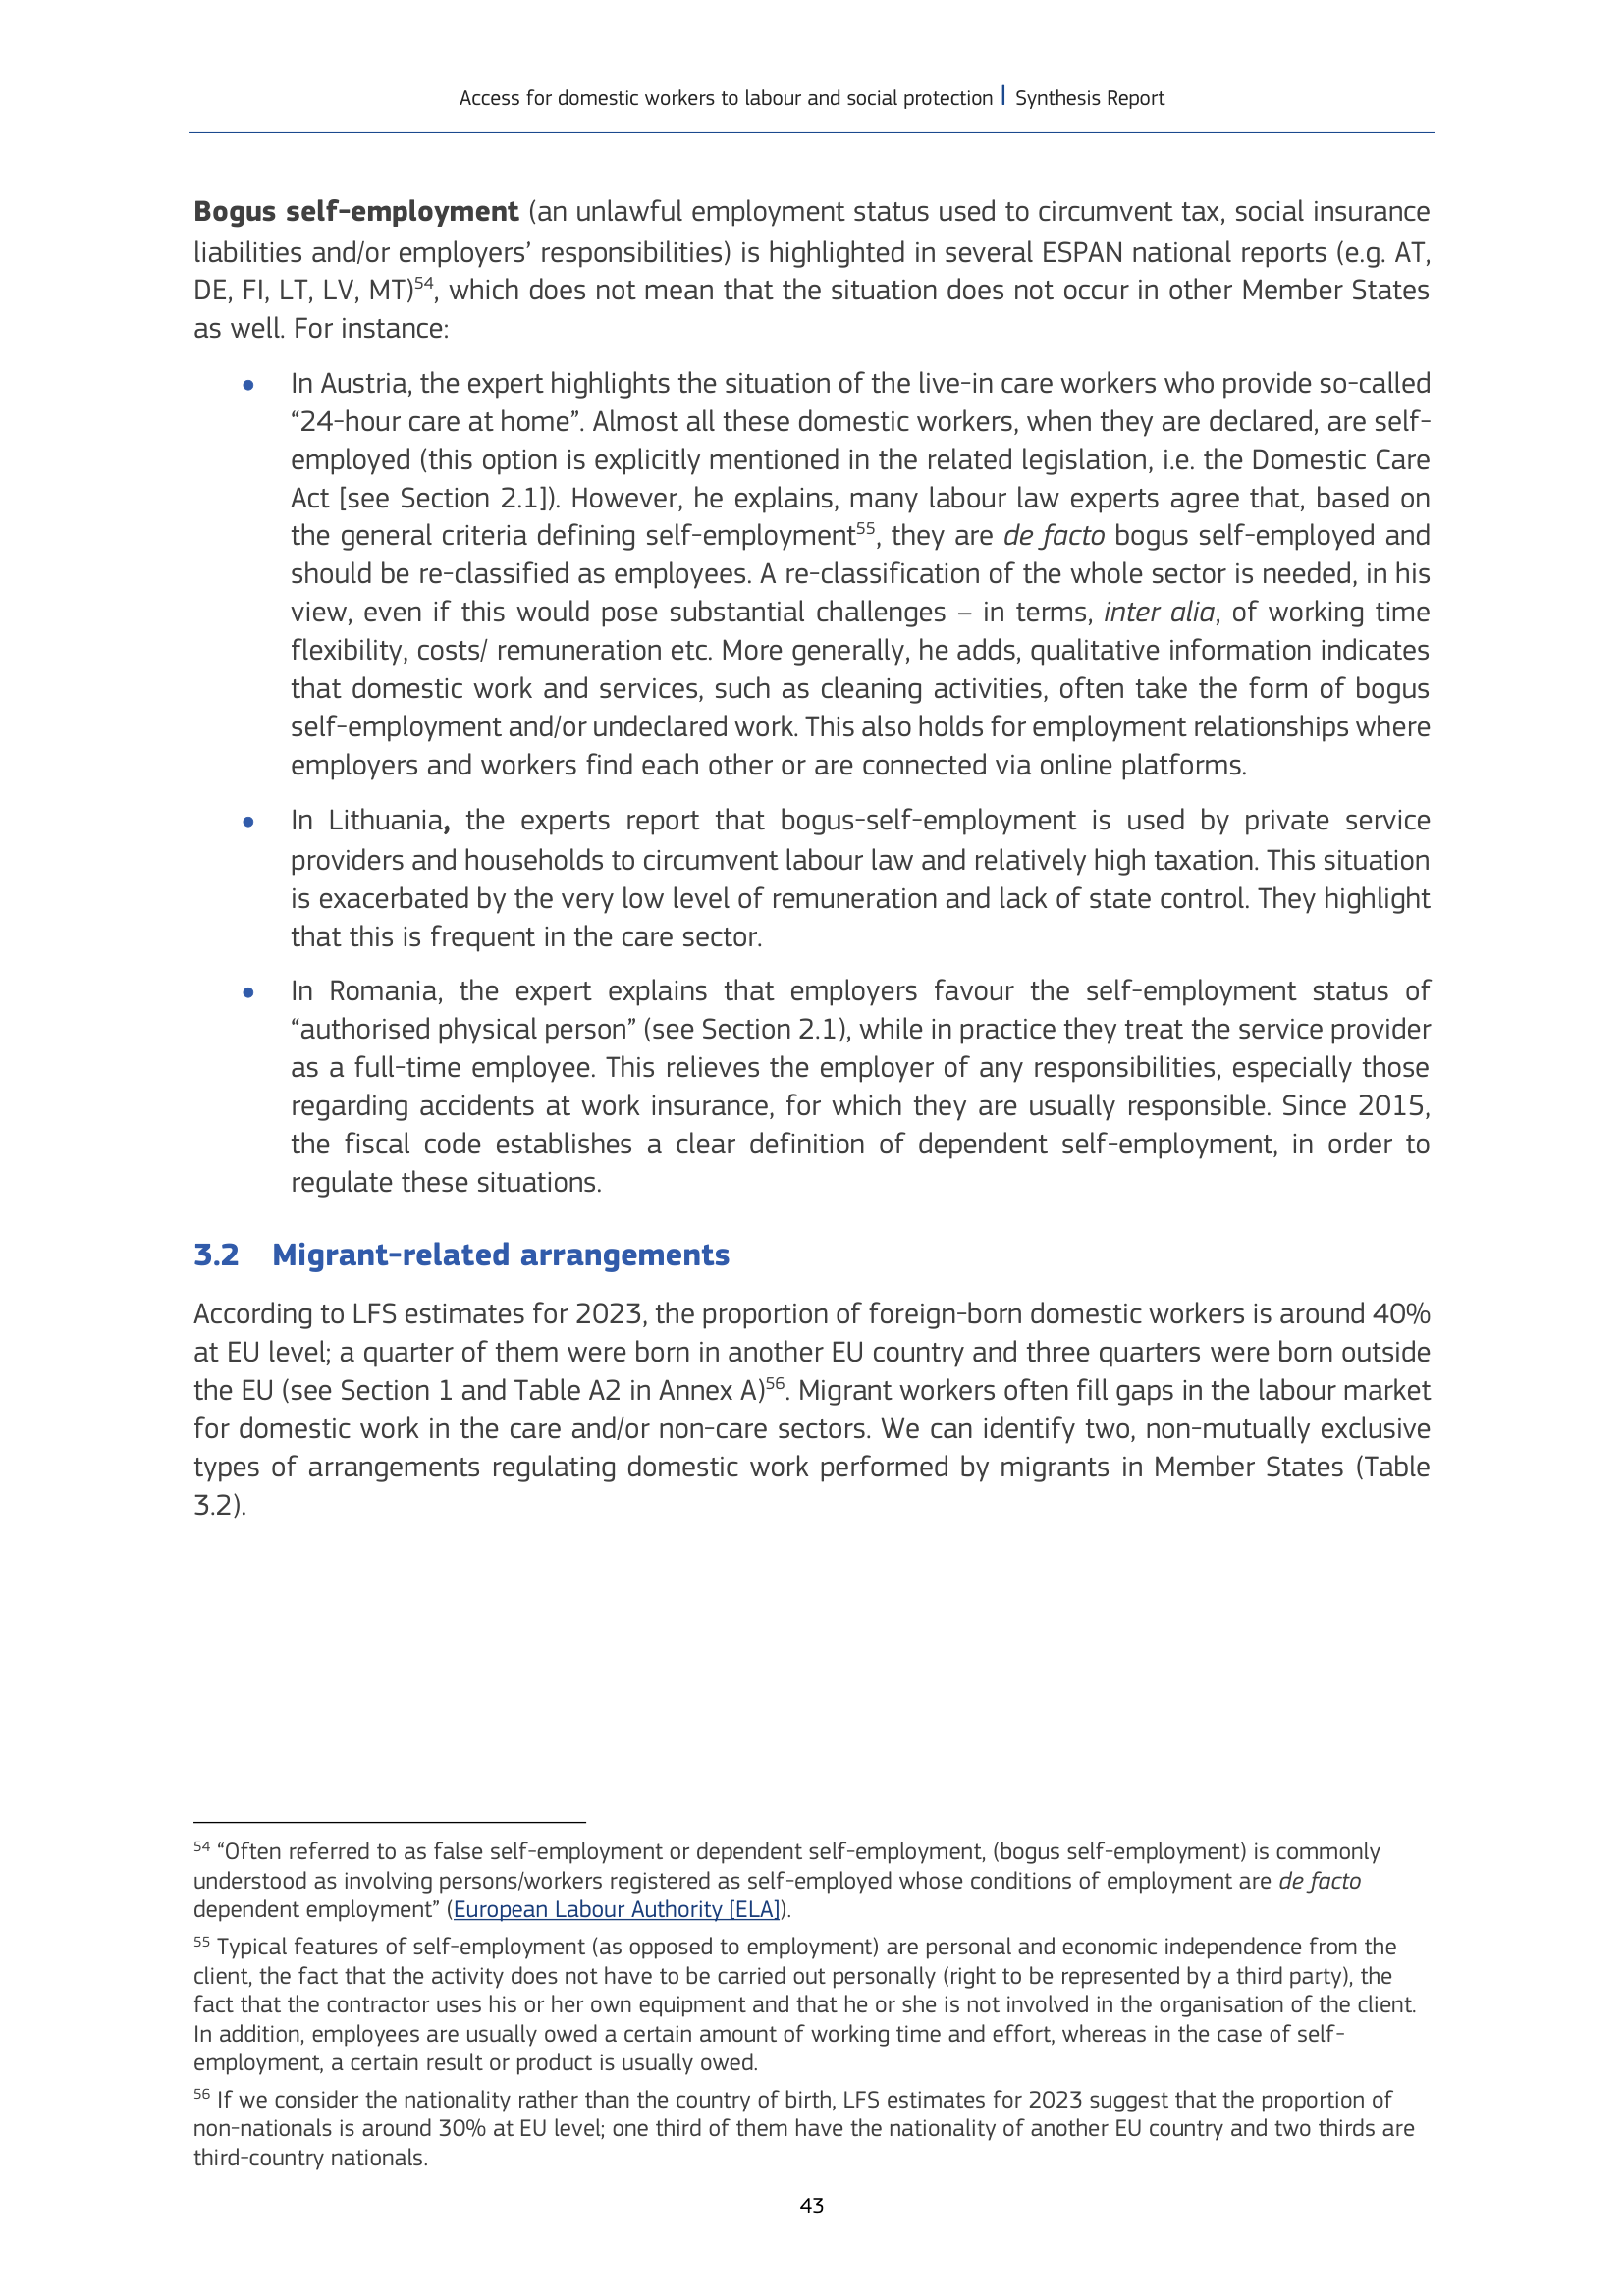 Access for domestic workers to labour and social protection | Synthesis Report
Bogus self-employment (an unlawful employment status used to circumvent tax, social insurance
liabilities and/or employers’ responsibilities) is highlighted in several ESPAN national reports (e.g. AT,
DE, FI, LT, LV, MT)54, which does not mean that the situation does not occur in other Member States
as well. For instance:
• In Austria, the expert highlights the situation of the live-in care workers who provide so-called
“24-hour care at home”. Almost all these domestic workers, when they are declared, are self-
employed (this option is explicitly mentioned in the related legislation, i.e. the Domestic Care
Act [see Section 2.1]). However, he explains, many labour law experts agree that, based on
the general criteria defining self-employment55, they are de facto bogus self-employed and
should be re-classified as employees. A re-classification of the whole sector is needed, in his
view, even if this would pose substantial challenges – in terms, inter alia, of working time
flexibility, costs/ remuneration etc. More generally, he adds, qualitative information indicates
that domestic work and services, such as cleaning activities, often take the form of bogus
self-employment and/or undeclared work. This also holds for employment relationships where
employers and workers find each other or are connected via online platforms.
• In Lithuania, the experts report that bogus-self-employment is used by private service
providers and households to circumvent labour law and relatively high taxation. This situation
is exacerbated by the very low level of remuneration and lack of state control. They highlight
that this is frequent in the care sector.
• In Romania, the expert explains that employers favour the self-employment status of
“authorised physical person” (see Section 2.1), while in practice they treat the service provider
as a full-time employee. This relieves the employer of any responsibilities, especially those
regarding accidents at work insurance, for which they are usually responsible. Since 2015,
the fiscal code establishes a clear definition of dependent self-employment, in order to
regulate these situations.
3.2 Migrant-related arrangements
According to LFS estimates for 2023, the proportion of foreign-born domestic workers is around 40%
at EU level; a quarter of them were born in another EU country and three quarters were born outside
the EU (see Section 1 and Table A2 in Annex A)56. Migrant workers often fill gaps in the labour market
for domestic work in the care and/or non-care sectors. We can identify two, non-mutually exclusive
types of arrangements regulating domestic work performed by migrants in Member States (Table
3.2).
54 “Often referred to as false self-employment or dependent self-employment, (bogus self-employment) is commonly
understood as involving persons/workers registered as self-employed whose conditions of employment are de facto
dependent employment” (European Labour Authority [ELA]).
55 Typical features of self-employment (as opposed to employment) are personal and economic independence from the
client, the fact that the activity does not have to be carried out personally (right to be represented by a third party), the
fact that the contractor uses his or her own equipment and that he or she is not involved in the organisation of the client.
In addition, employees are usually owed a certain amount of working time and effort, whereas in the case of self-
employment, a certain result or product is usually owed.
56 If we consider the nationality rather than the country of birth, LFS estimates for 2023 suggest that the proportion of
non-nationals is around 30% at EU level; one third of them have the nationality of another EU country and two thirds are
third-country nationals.
43